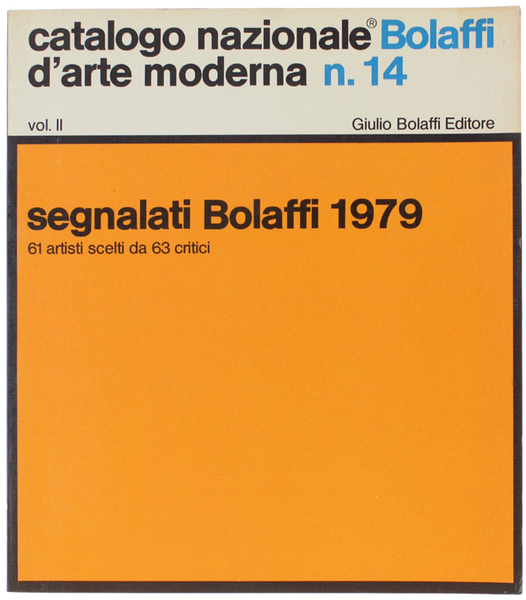 catalogo nazionale® Bolaffi
d'arte moderna n. 14
vol. II Giulio Bolaffi Editore
segnalati Bolaffi 1979
61 artisti scelti da 63 critici